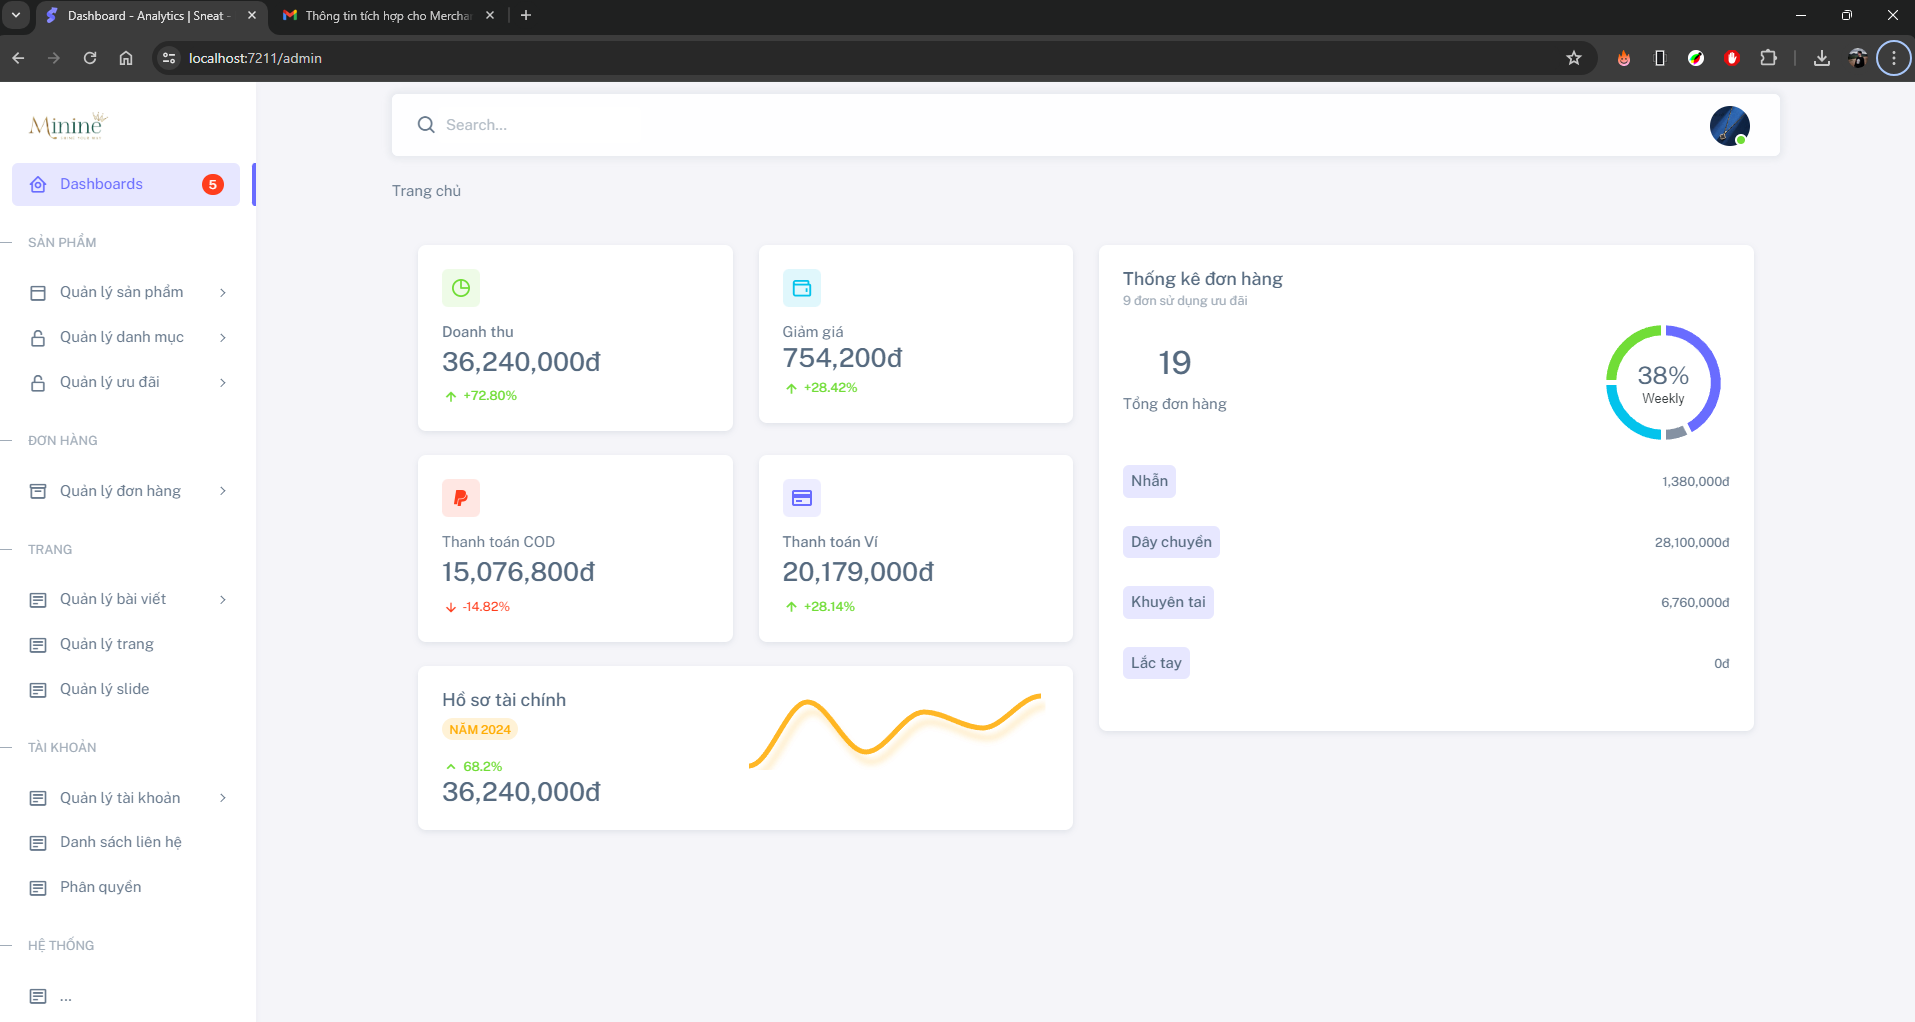 Dashboard - Analytics | Sneat -
Thông tin tích hợp cho Mercha
localhost:7211/admin
Minine
Dashboards
5
SẢN PHẨM
Quản lý sản phẩm
Quản lý danh mục
Quản lý ưu đãi
ĐƠN HÀNG
Quản lý đơn hàng
TRANG
Quản lý bài viết
Quản lý trang
Quản lý slide
TÀI KHOẢN
Quản lý tài khoản
Danh sách liên hệ
Phân quyền
HỆ THỐNG
...
Search...
Trang chủ
Doanh thu
36,240,000đ
+72.80%
Giảm giá
754,200đ
+28.42%
Thanh toán COD
15,076,800đ
-14.82%
Thanh toán Ví
20,179,000đ
+28.14%
Hồ sơ tài chính
NĂM 2024
68.2%
36,240,000đ
Thống kê đơn hàng
9 đơn sử dụng ưu đãi
19
Tổng đơn hàng
38%
Weekly
Nhẫn
1,380,000đ
Dây chuyền
28,100,000đ
Khuyên tai
6,760,000đ
Lắc tay
0đ